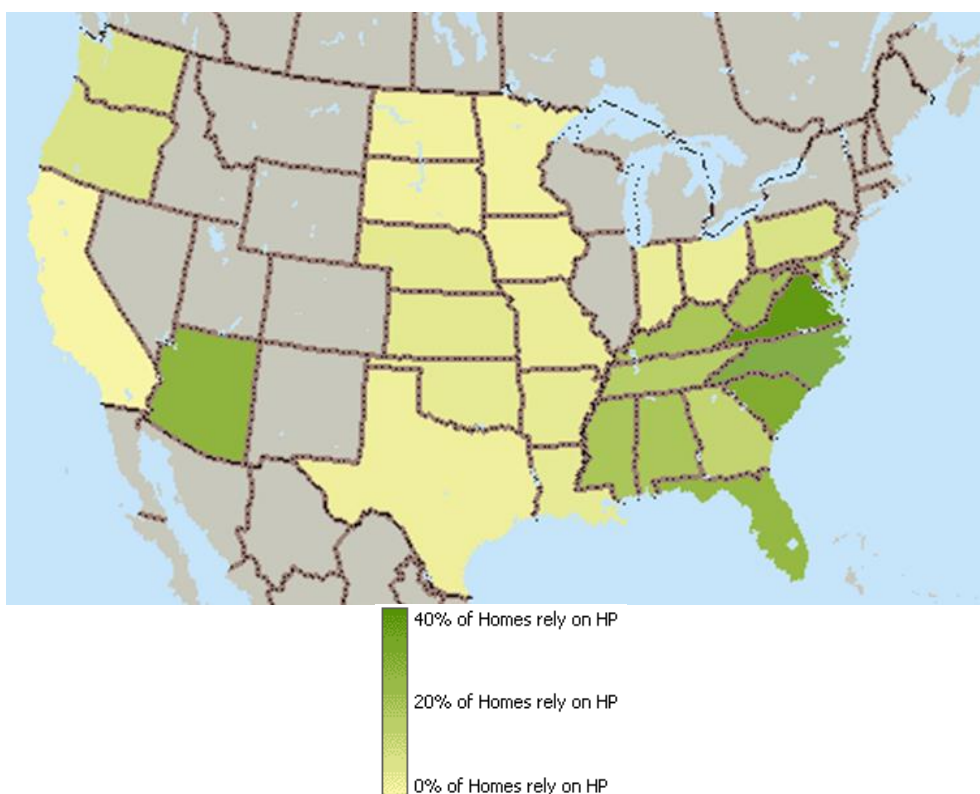 40% of Homes rely on HP
20% of Homes rely on HP
0% of Homes rely on HP